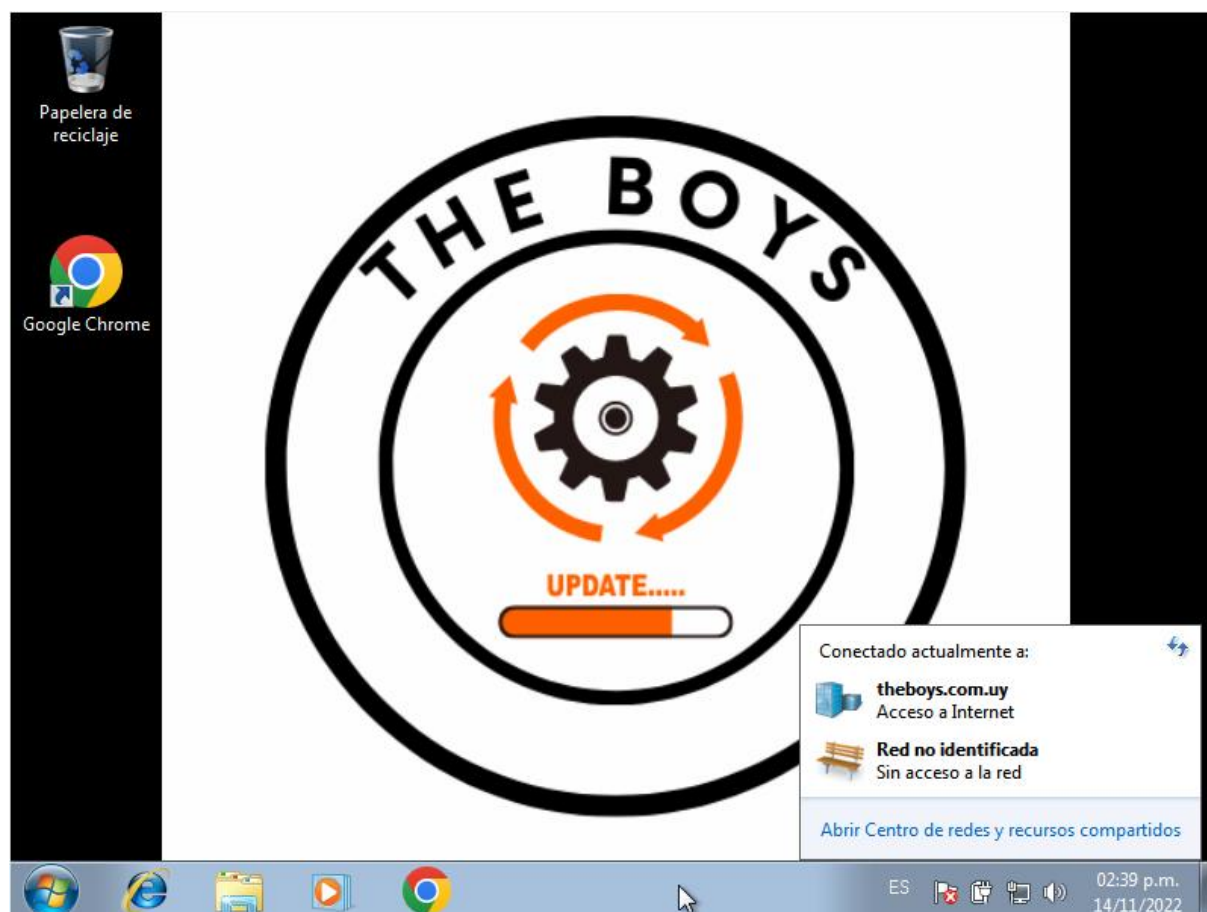 Papelera de
reciclaje
Google Chrome
THE BOYS
UPDATE.....
Conectado actualmente a:
theboys.com.uy
Acceso a Internet
Red no identificada
Sin acceso a la red
Abrir Centro de redes y recursos compartidos
ES
02:39 p.m.
14/11/2022